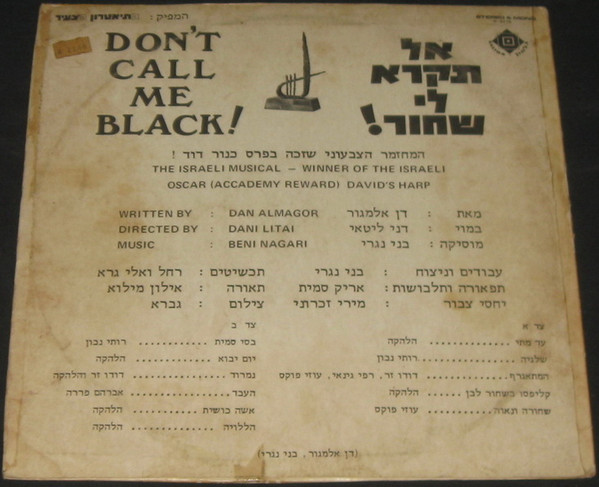 המפיק: תיאטרון
DON'T
CALL
ME
BLACK!
אל
תקרא
לי
שחור!
המחזמר הצבעוני שזכה בפרס כנור דוד !
THE ISRAELI MUSICAL – WINNER OF THE ISRAELI
OSCAR (ACCADEMY REWARD) DAVID'S HARP
WRITTEN BY : DAN ALMAGOR
DIRECTED BY : DANI LITAI
MUSIC : BENI NAGARI
מאת : דן אלמגור
במוי : דני ליטאי
מוסיקה : בני נגרי
עבודים וניצוח : בני נגרי
תפאורה ותלבושות : אריק סמית
יחסי צבור : מירי זכרתי
תכשיטים : רחל ואלי גרא
תאורה : אילון מילוא
צילום : גברא
צד א
עד מתי .............. הלהקה
שלגיה .............. רותי נבון
המתאגרף .............. דודו זר, רפי גינאי, עוזי פוקס
קליפסו בשחור לבן ....... הלהקה
שחורה ונאוה ............ עוזי פוקס
צד ב
בסי סמית ............. רותי נבון
יום יבוא ............. הלהקה
נמרוד ............. דודו זר והלהקה
העבד ................ אברהם פררה
אשה כושית ............ הלהקה
הללויה .............. הלהקה
(דן אלמגור, בני נגרי)